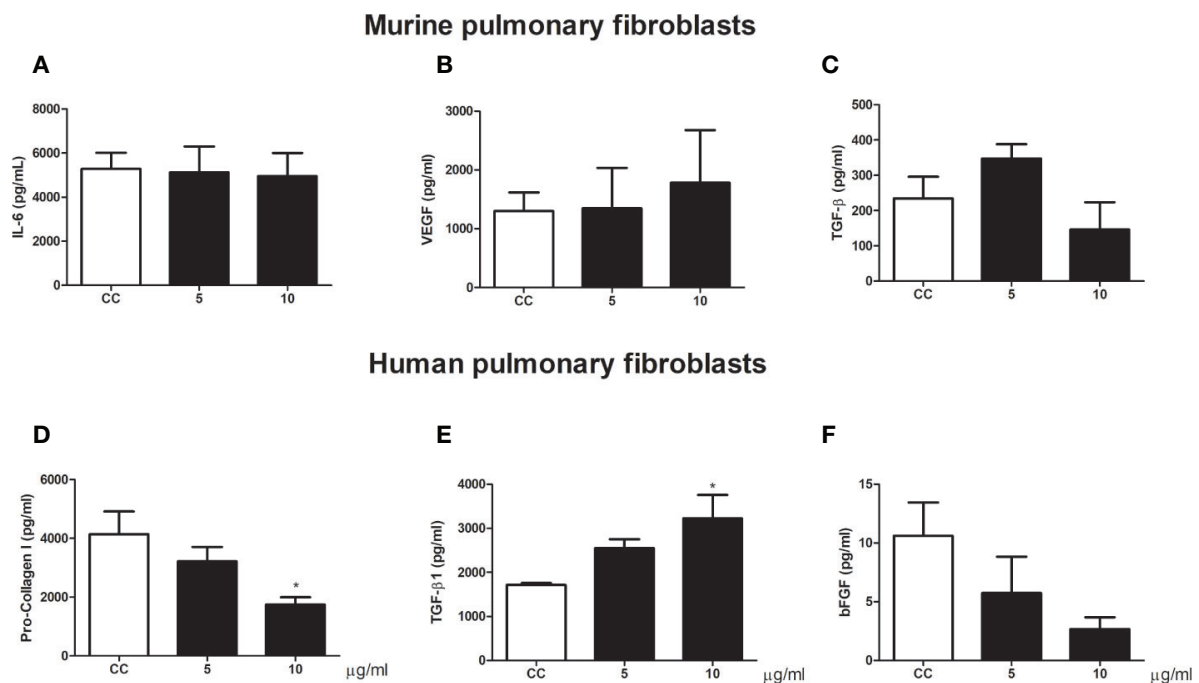 Murine pulmonary fibroblasts
A B C
IL-6 (pg/mL)
8000
6000
4000
2000
0
CC 5 10
VEGF (pg/ml)
3000
2000
1000
0
CC 5 10
TGF-β (pg/ml)
500
400
300
200
100
0
CC 5 10
Human pulmonary fibroblasts
D E F
Pro-Collagen I (pg/ml)
6000
4000
2000
0
*
CC 5 10 µg/ml
TGF-β1 (pg/ml)
4000
3000
2000
1000
0
*
CC 5 10 µg/ml
bFGF (pg/ml)
15
10
5
0
CC 5 10 µg/ml